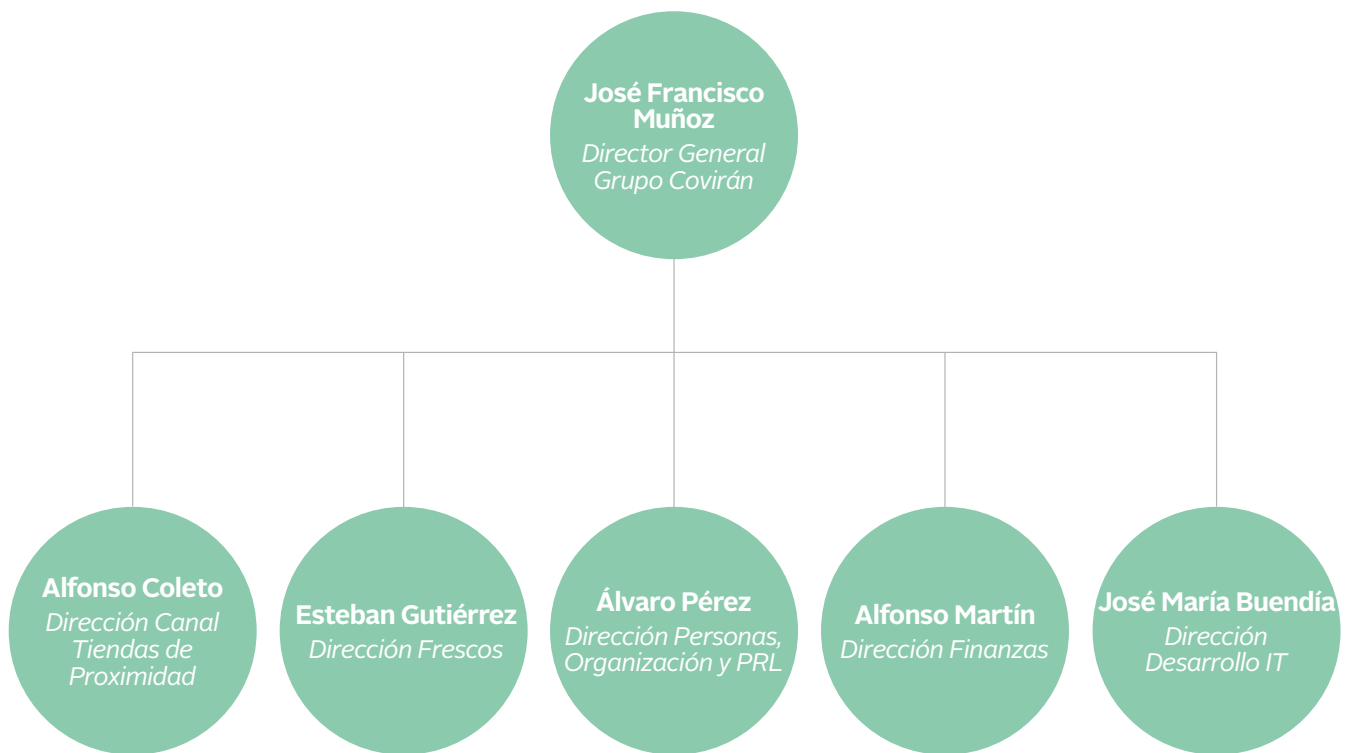 José Francisco
Muñoz
Director General
Grupo Covirán
Alfonso Coleto
Dirección Canal
Tiendas de
Proximidad
Esteban Gutiérrez
Dirección Frescos
Álvaro Pérez
Dirección Personas,
Organización y PRL
Alfonso Martín
Dirección Finanzas
José María Buendía
Dirección
Desarrollo IT